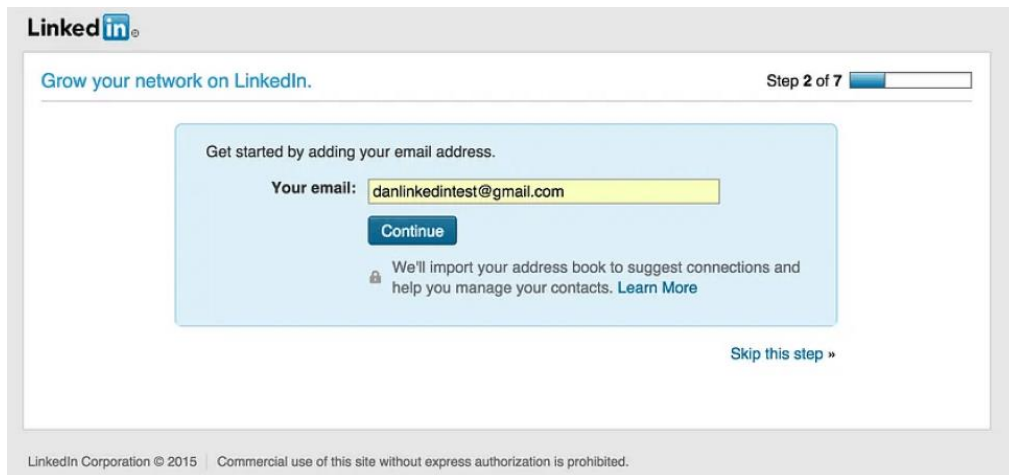 Linked in ®
Grow your network on LinkedIn.
Step 2 of 7
Get started by adding your email address.
Your email: danlinkedintest@gmail.com
Continue
We'll import your address book to suggest connections and
help you manage your contacts. Learn More
Skip this step »
LinkedIn Corporation © 2015 | Commercial use of this site without express authorization is prohibited.